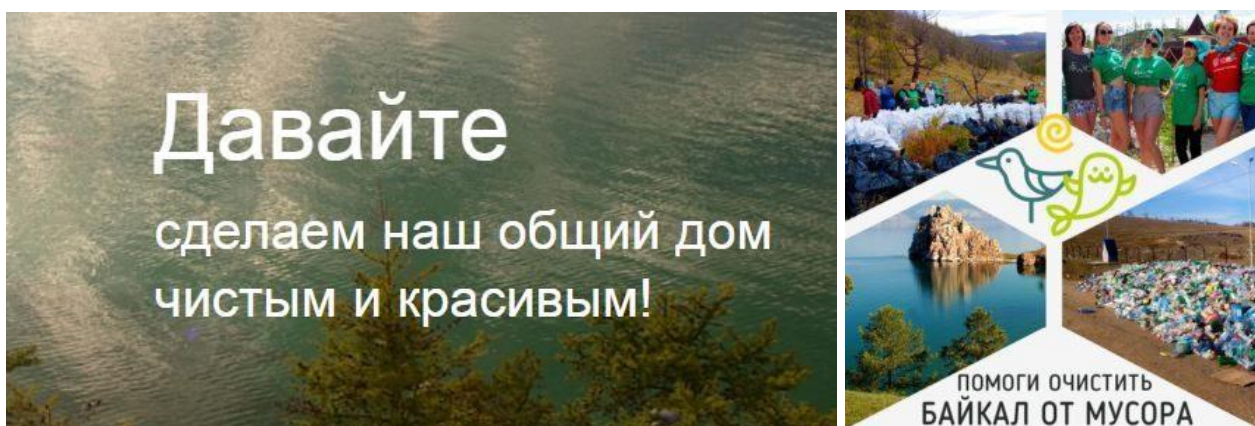 Давайте
сделаем наш общий дом
чистым и красивым!
ПОМОГИ ОЧИСТИТЬ
БАЙКАЛ ОТ МУСОРА